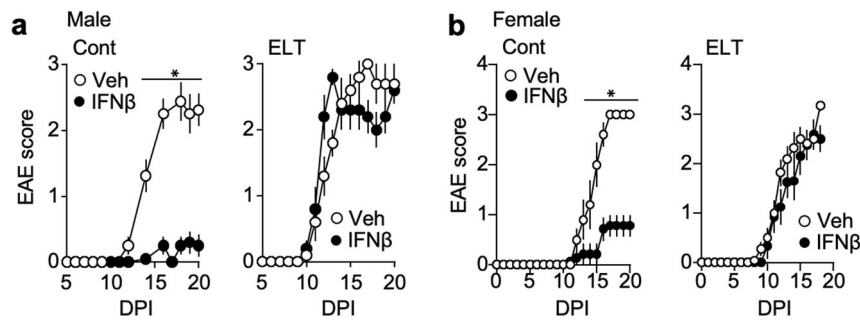 a Male
Cont
ELT
* 
Veh
IFNβ
EAE score
3
2
1
0
5 10 15 20
DPI
3
2
1
0
Veh
IFNβ
5 10 15 20
DPI
b Female
Cont
ELT
Veh
IFNβ
*
EAE score
4
3
2
1
0
0 5 10 15 20
DPI
4
3
2
1
0
Veh
IFNβ
0 5 10 15 20
DPI